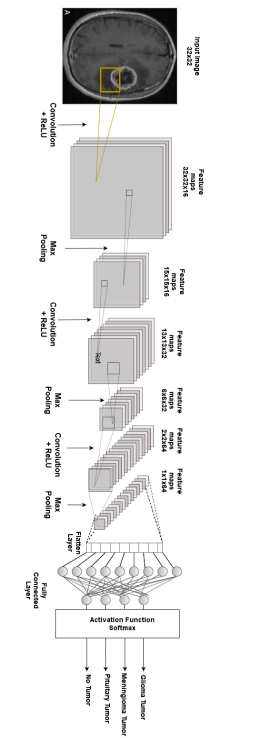 A
Input Image
32x32
Convolution
+ ReLU
Feature
maps
32x32x16
Max
Pooling
Feature
maps
15x15x16
Convolution
+ ReLU
Feature
maps
13x13x32
Text
Max
Pooling
Feature
maps
6x6x32
Convolution
+ ReLU
Feature
maps
2x2x64
Max
Pooling
Feature
maps
1x1x64
Flatten
Layer
Fully
Connected
Layer
Activation Function
Softmax
Glioma Tumor
Meningioma Tumor
Pituitary Tumor
No Tumor